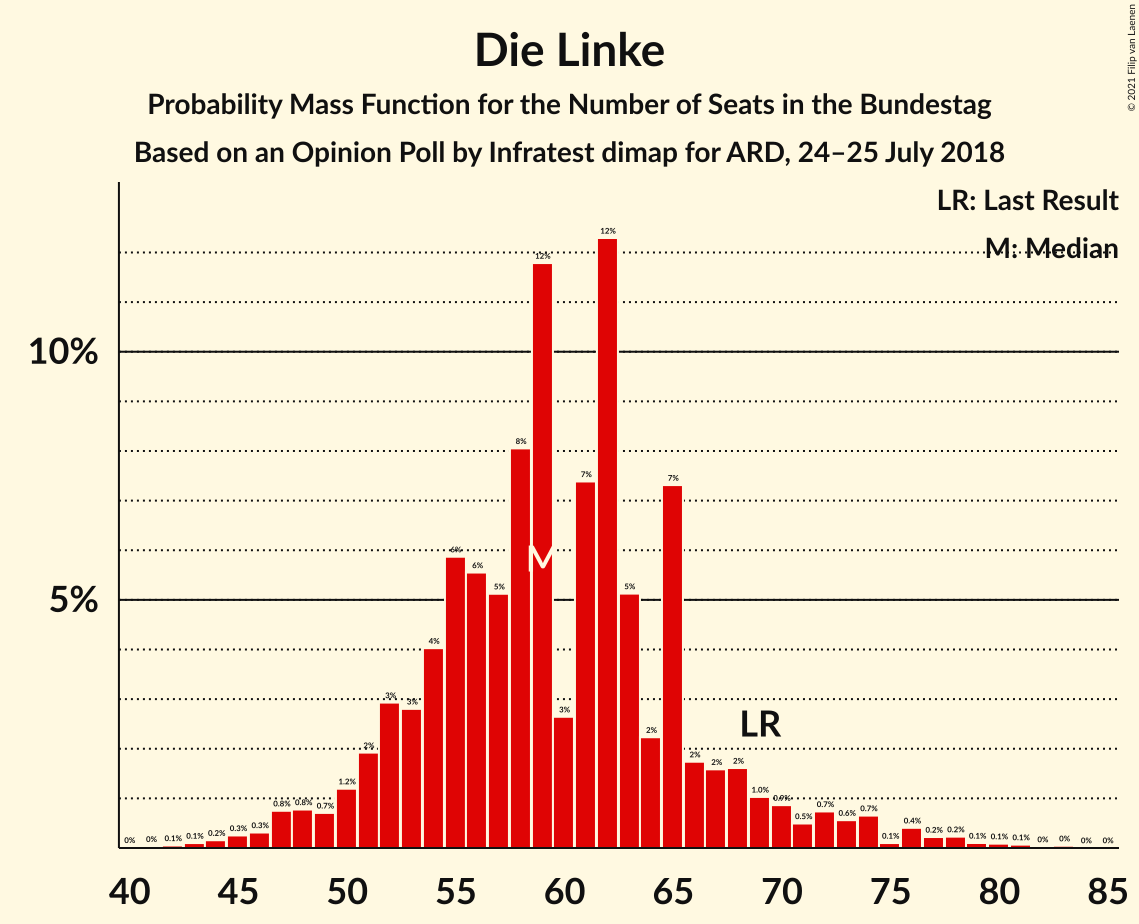 Die Linke
Probability Mass Function for the Number of Seats in the Bundestag
Based on an Opinion Poll by Infratest dimap for ARD, 24–25 July 2018
© 2021 Filip van Laenen
LR: Last Result
M: Median
10%
5%
0% 0% 0.1% 0.1% 0.2% 0.3% 0.3% 0.8% 0.8% 0.7% 1.2% 2% 3% 3% 4% 6% 6% 5% 8% 12% 3% 7% 12% 5% 2% 7% 2% 2% 2% 1.0% 0.9% 0.5% 0.7% 0.6% 0.7% 0.1% 0.4% 0.2% 0.2% 0.1% 0.1% 0.1% 0% 0% 0% 0%
M
LR
40 45 50 55 60 65 70 75 80 85